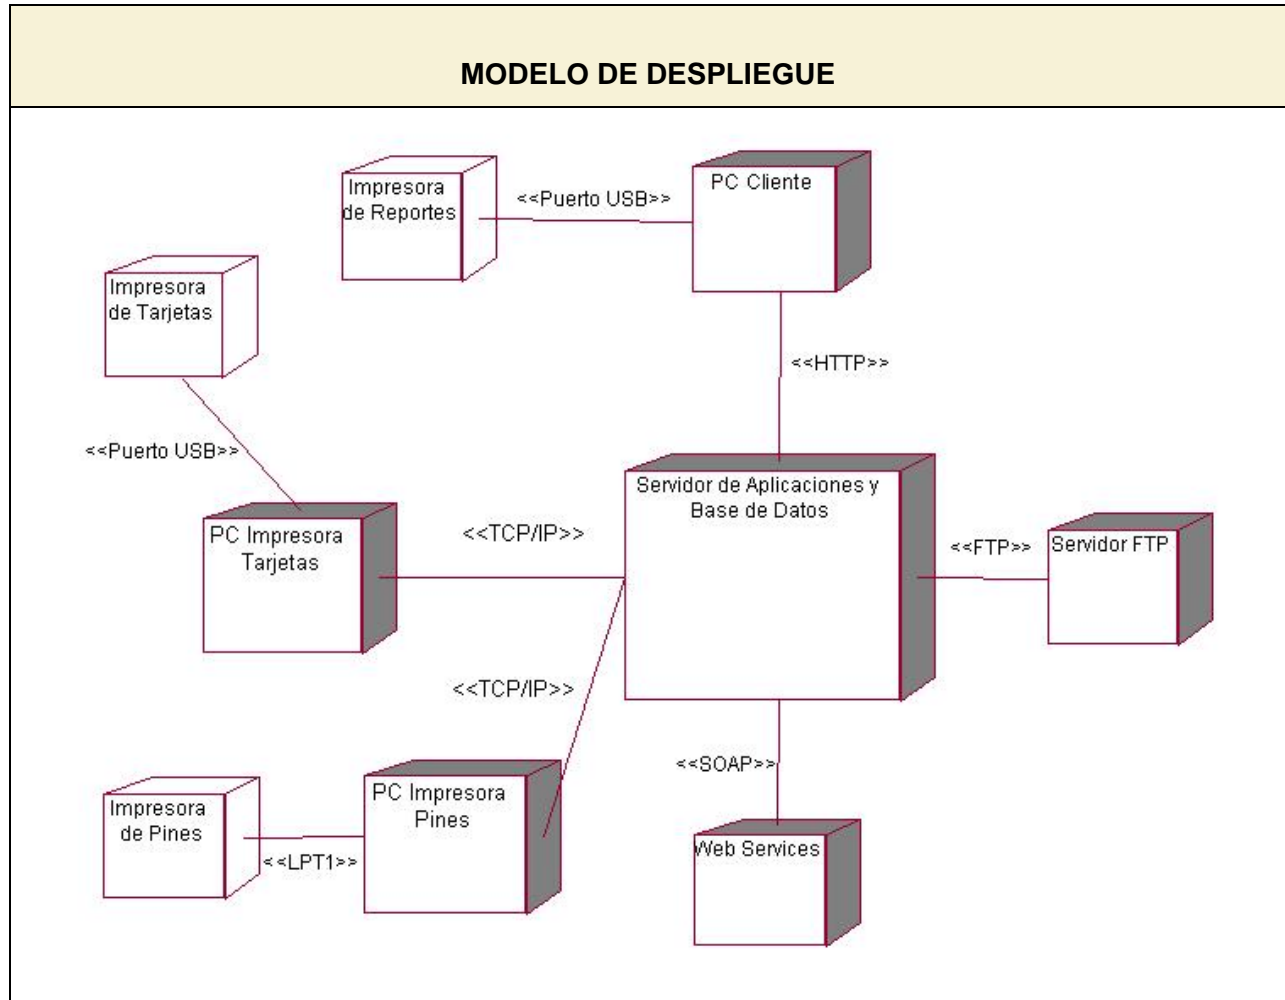 MODELO DE DESPLIEGUE
Impresora
de Reportes
<<Puerto USB>>
PC Cliente
Impresora
de Tarjetas
<<HTTP>>
<<Puerto USB>>
Servidor de Aplicaciones y
Base de Datos
PC Impresora
Tarjetas
<<TCP/IP>>
<<FTP>>
Servidor FTP
<<TCP/IP>>
<<SOAP>>
Impresora
de Pines
<<LPT1>>
PC Impresora
Pines
Web Services